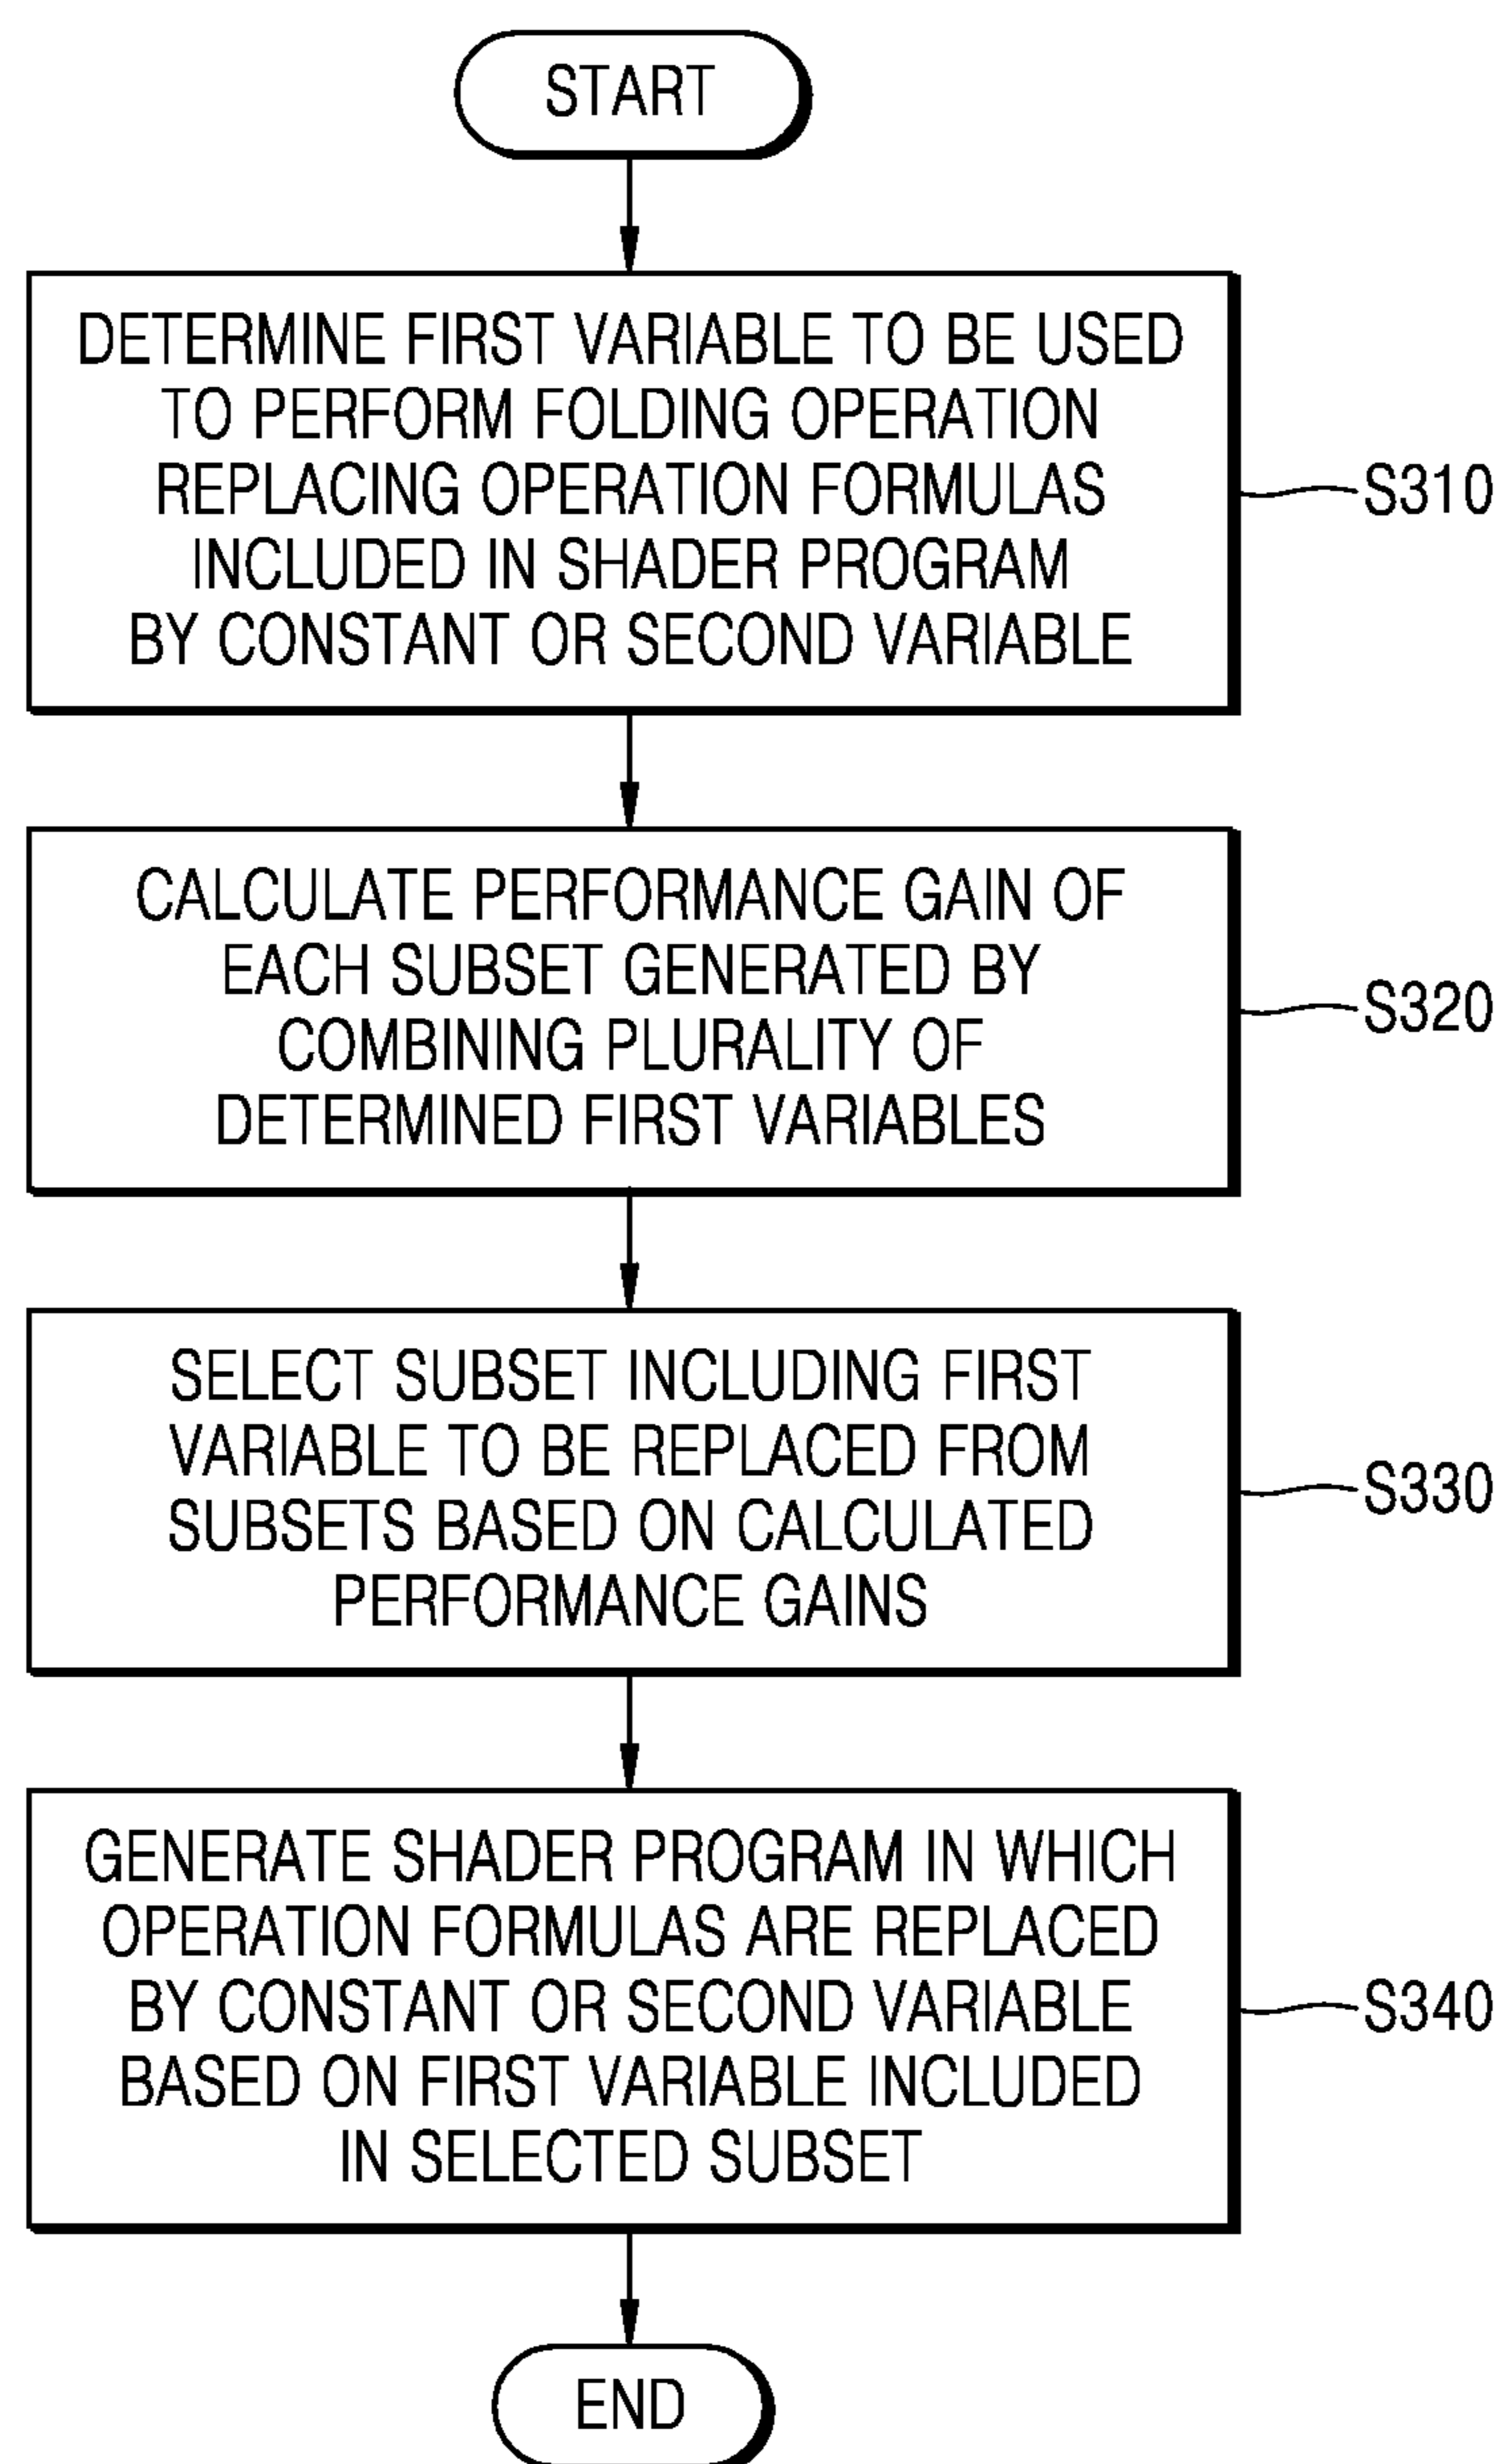 START
DETERMINE FIRST VARIABLE TO BE USED
TO PERFORM FOLDING OPERATION
REPLACING OPERATION FORMULAS
INCLUDED IN SHADER PROGRAM
BY CONSTANT OR SECOND VARIABLE
S310
CALCULATE PERFORMANCE GAIN OF
EACH SUBSET GENERATED BY
COMBINING PLURALITY OF
DETERMINED FIRST VARIABLES
S320
SELECT SUBSET INCLUDING FIRST
VARIABLE TO BE REPLACED FROM
SUBSETS BASED ON CALCULATED
PERFORMANCE GAINS
S330
GENERATE SHADER PROGRAM IN WHICH
OPERATION FORMULAS ARE REPLACED
BY CONSTANT OR SECOND VARIABLE
BASED ON FIRST VARIABLE INCLUDED
IN SELECTED SUBSET
S340
END